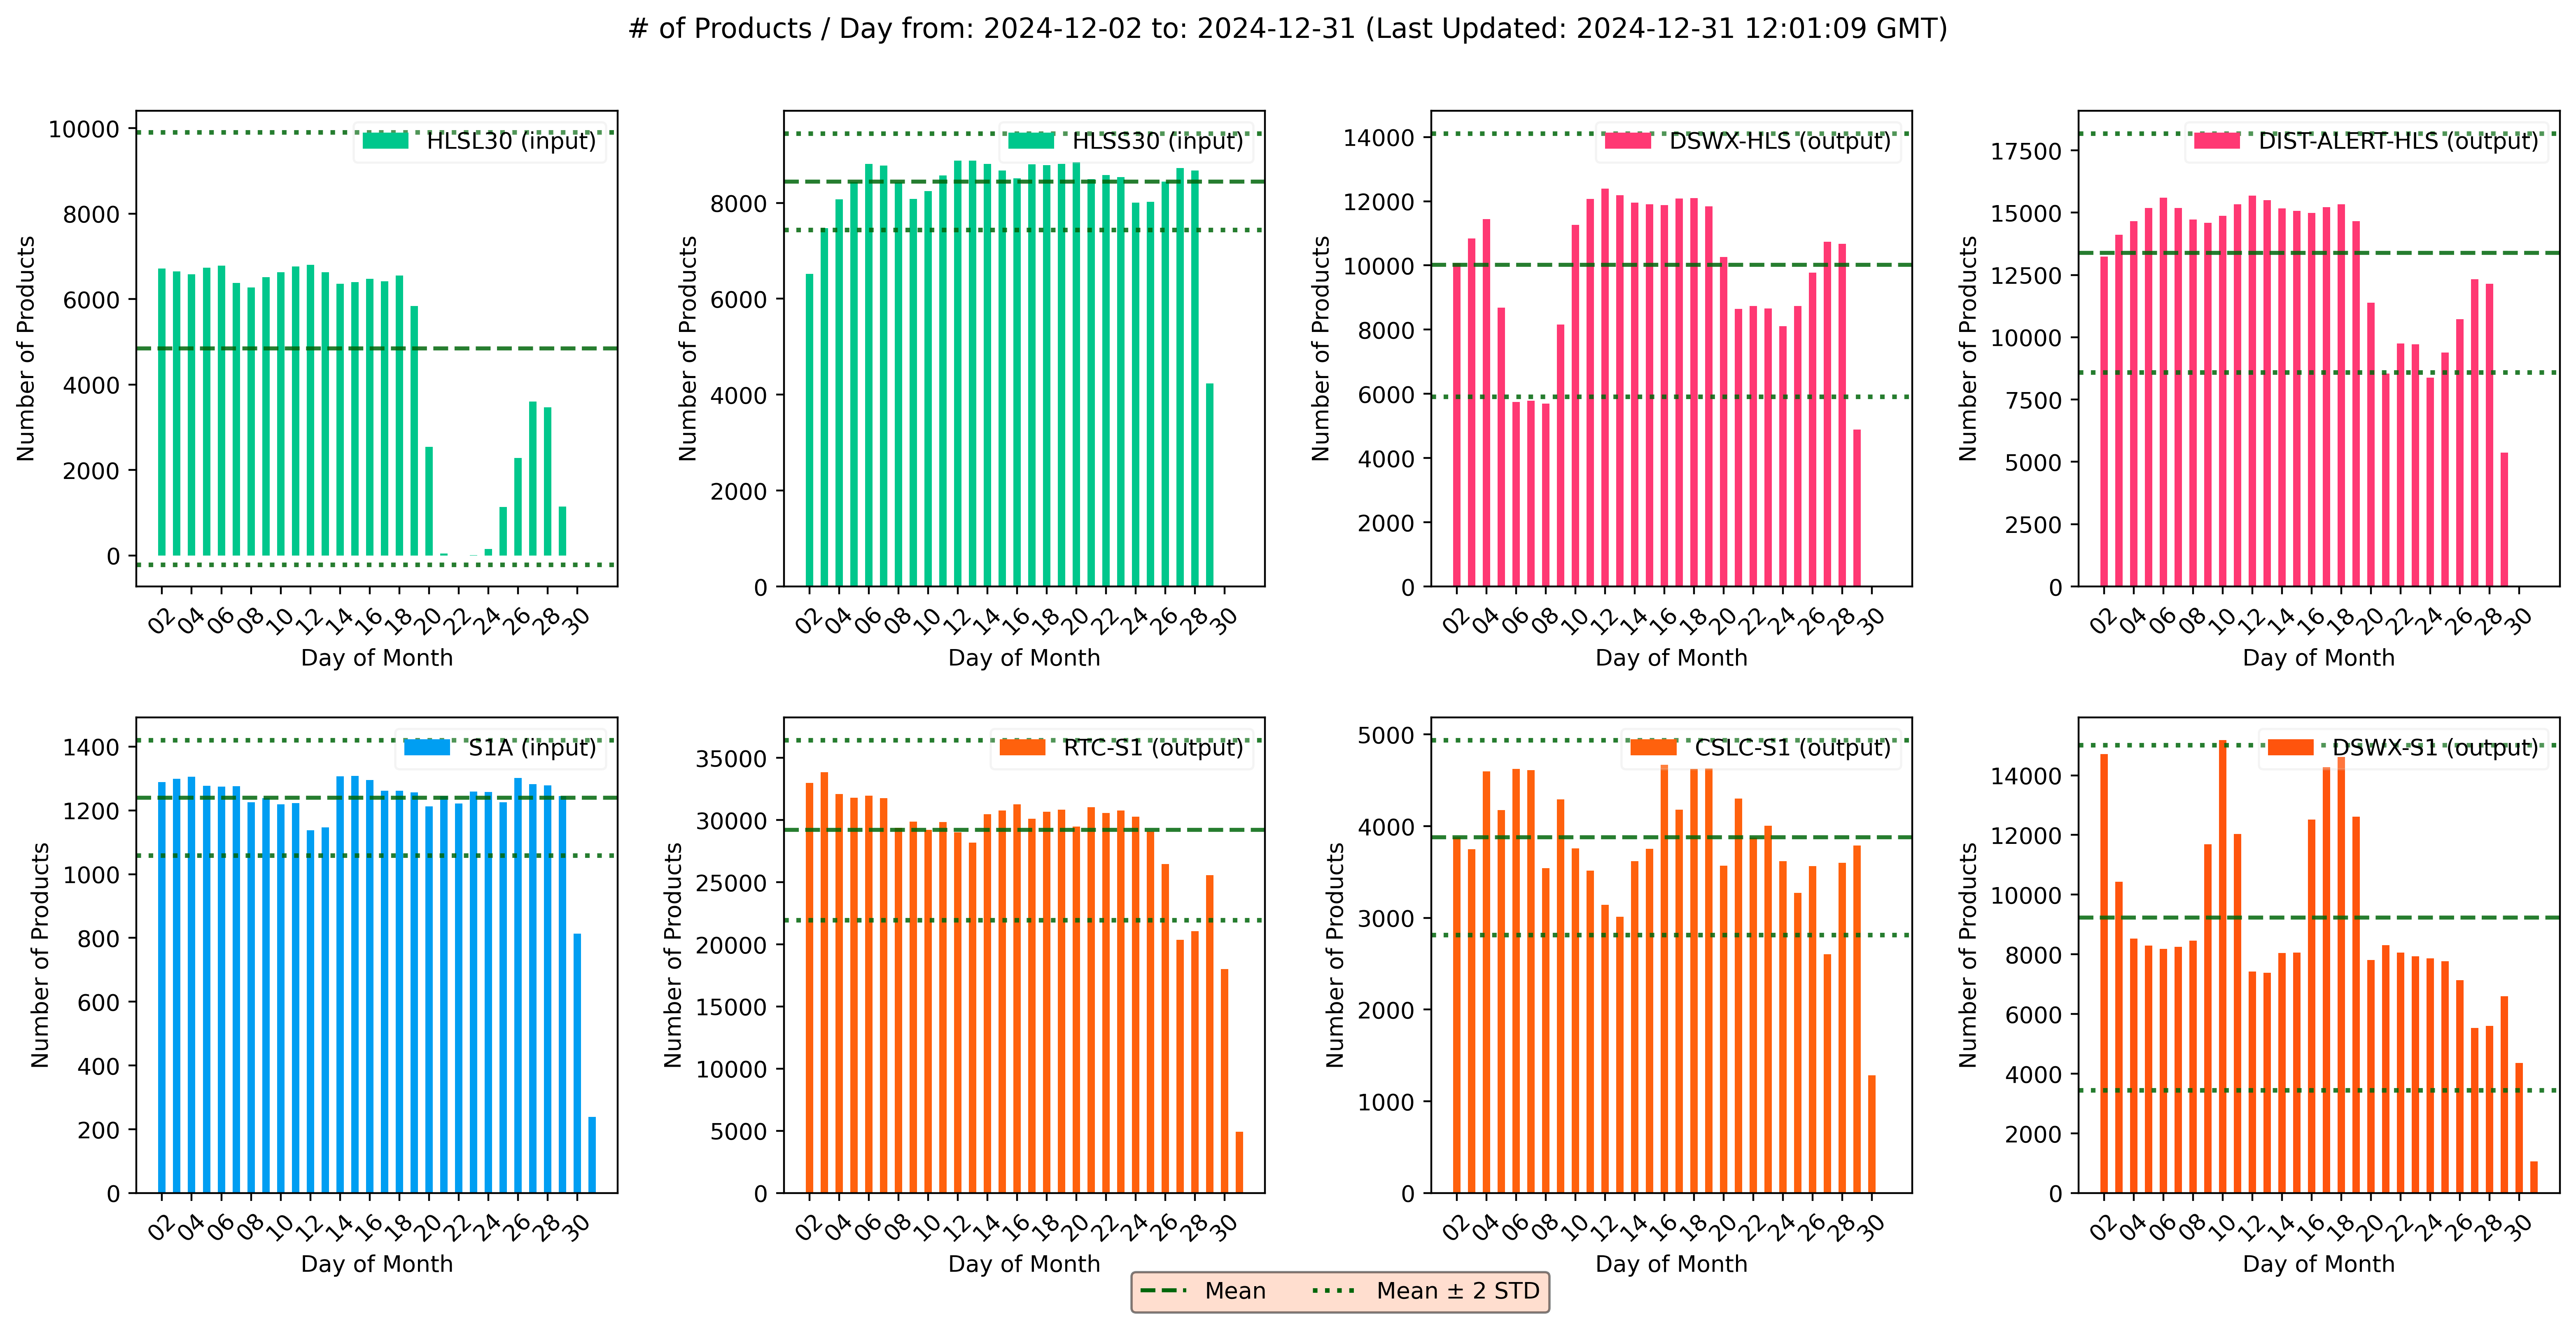 # of Products / Day from: 2024-12-02 to: 2024-12-31 (Last Updated: 2024-12-31 12:01:09 GMT)
HLSL30 (input)
Number of Products
10000
8000
6000
4000
2000
0
02 04 06 08 10 12 14 16 18 20 22 24 26 28 30
Day of Month
HLSS30 (input)
Number of Products
8000
6000
4000
2000
0
02 04 06 08 10 12 14 16 18 20 22 24 26 28 30
Day of Month
DSWX-HLS (output)
Number of Products
14000
12000
10000
8000
6000
4000
2000
0
02 04 06 08 10 12 14 16 18 20 22 24 26 28 30
Day of Month
DIST-ALERT-HLS (output)
Number of Products
17500
15000
12500
10000
7500
5000
2500
0
02 04 06 08 10 12 14 16 18 20 22 24 26 28 30
Day of Month
S1A (input)
Number of Products
1400
1200
1000
800
600
400
200
0
02 04 06 08 10 12 14 16 18 20 22 24 26 28 30
Day of Month
RTC-S1 (output)
Number of Products
35000
30000
25000
20000
15000
10000
5000
0
02 04 06 08 10 12 14 16 18 20 22 24 26 28 30
Day of Month
CSLC-S1 (output)
Number of Products
5000
4000
3000
2000
1000
0
02 04 06 08 10 12 14 16 18 20 22 24 26 28 30
Day of Month
DSWX-S1 (output)
Number of Products
14000
12000
10000
8000
6000
4000
2000
0
02 04 06 08 10 12 14 16 18 20 22 24 26 28 30
Day of Month
Mean
Mean ± 2 STD